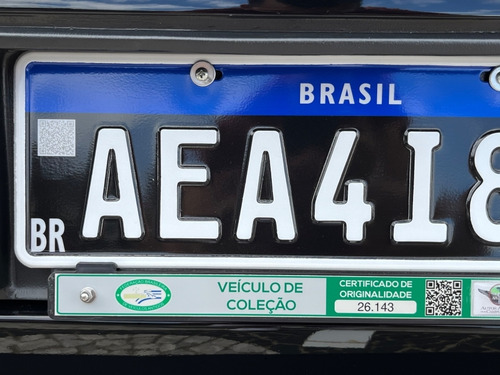 BRASIL
AEA4I8
BR
VEÍCULO DE
COLEÇÃO
CERTIFICADO DE
ORIGINALIDADE
26.143